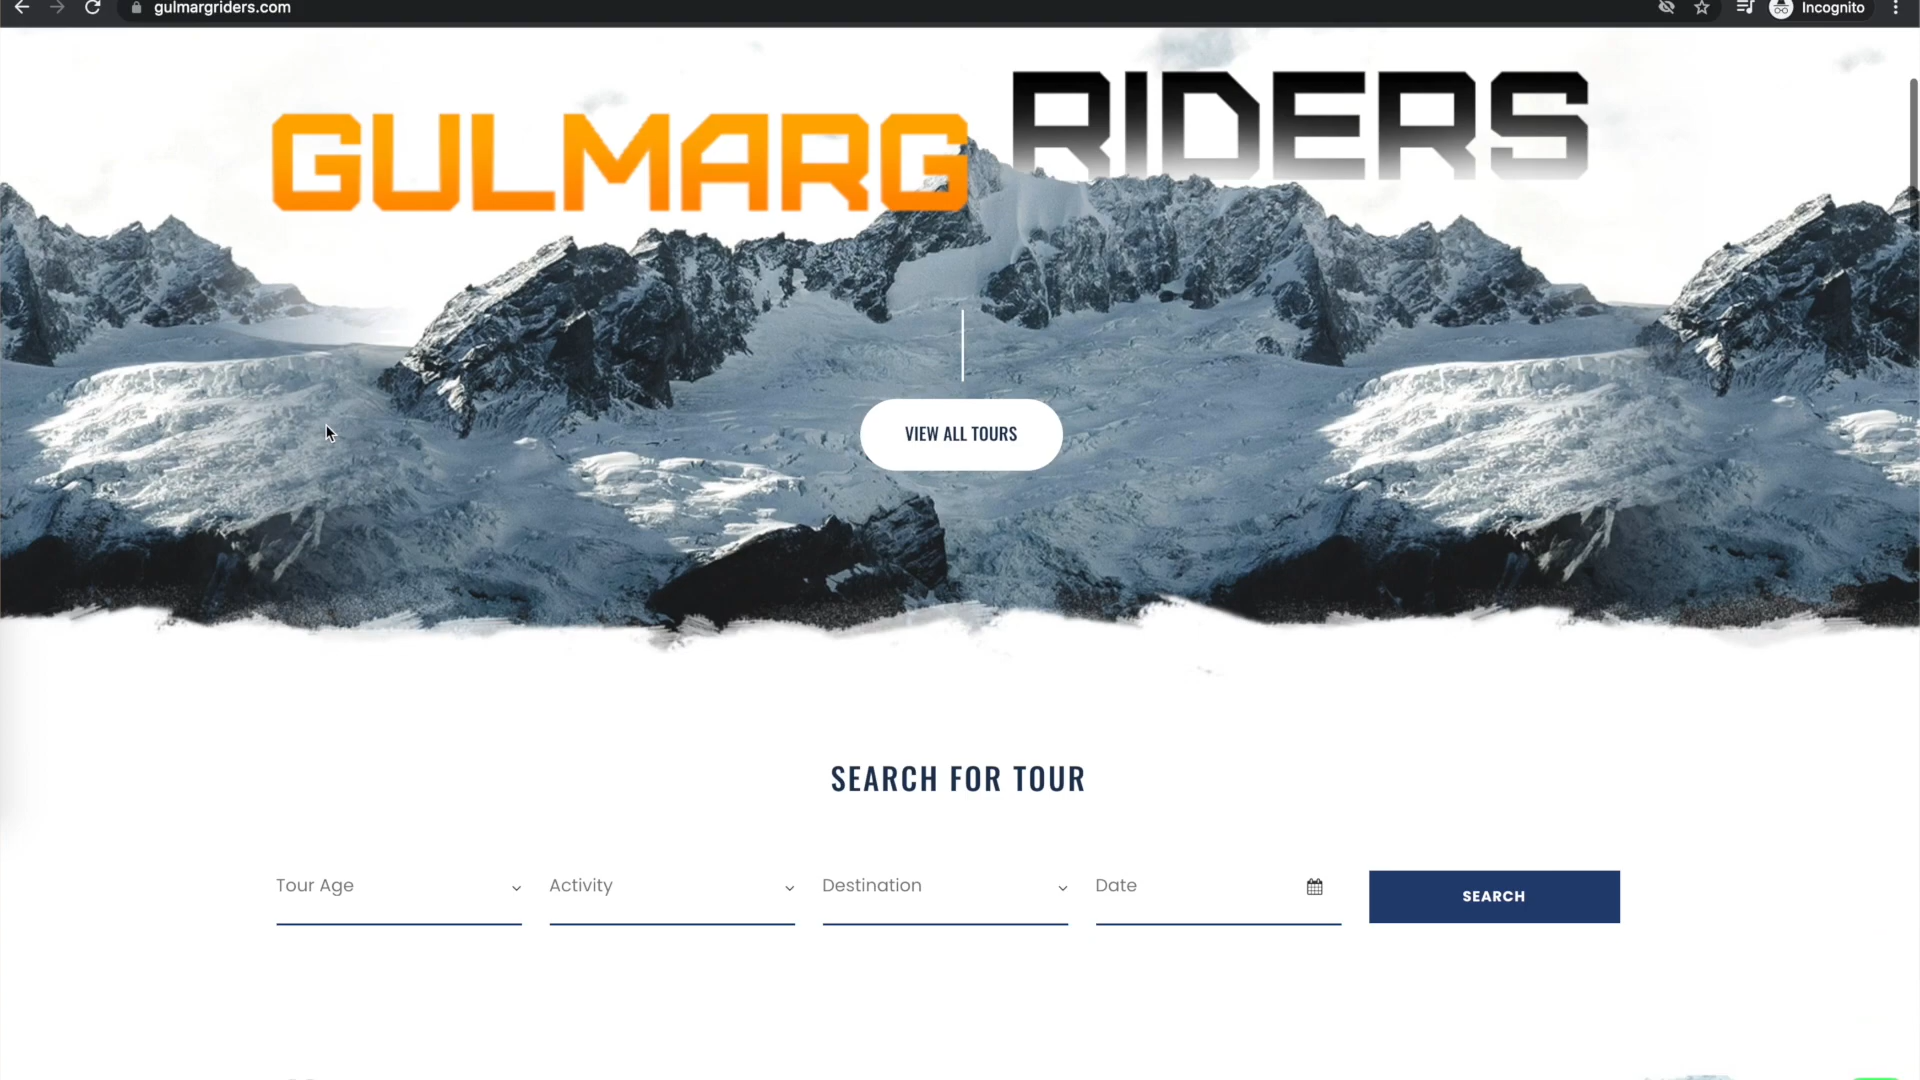 gulmargriders.com
Incognito
GULMARG RIDERS
VIEW ALL TOURS
SEARCH FOR TOUR
Tour Age
Activity
Destination
Date
SEARCH